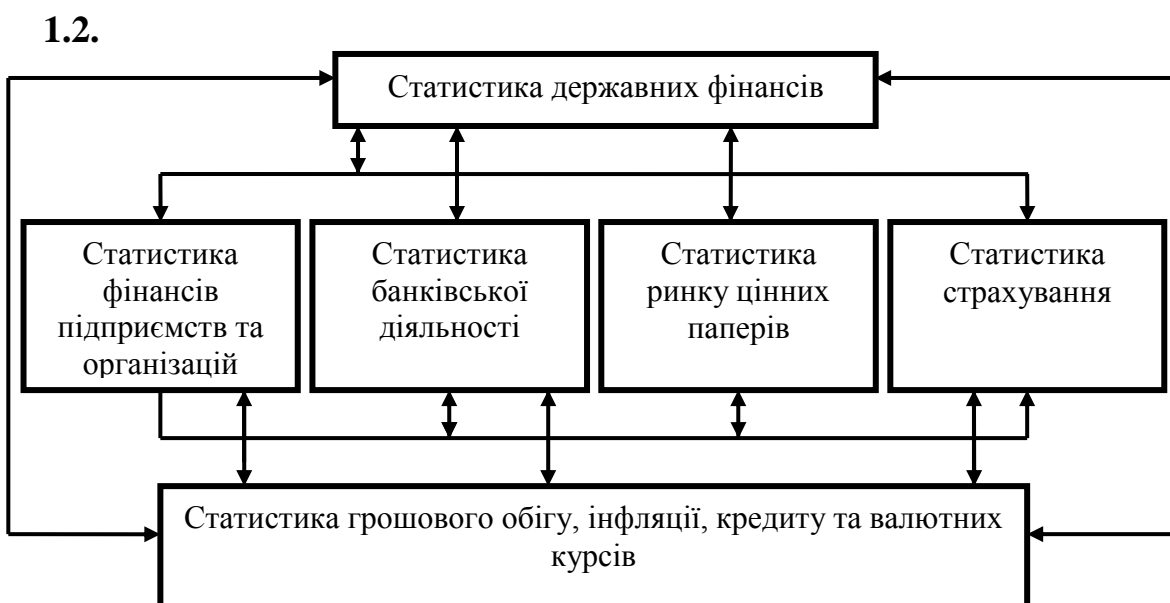 1.2.
Статистика державних фінансів
Статистика
фінансів
підприємств та
організацій
Статистика
банківської
діяльності
Статистика
ринку цінних
паперів
Статистика
страхування
Статистика грошового обігу, інфляції, кредиту та валютних
курсів